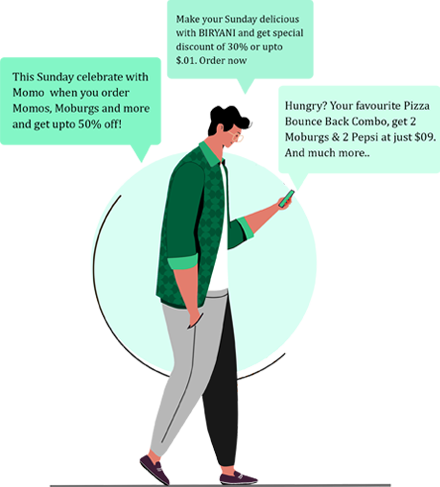 Make your Sunday delicious
with BIRYANI and get special
discount of 30% or upto
$.01. Order now
This Sunday celebrate with
Momo when you order
Momos, Moburgs and more
and get upto 50% off!
Hungry? Your favourite Pizza
Bounce Back Combo, get 2
Moburgs & 2 Pepsi at just $09.
And much more..